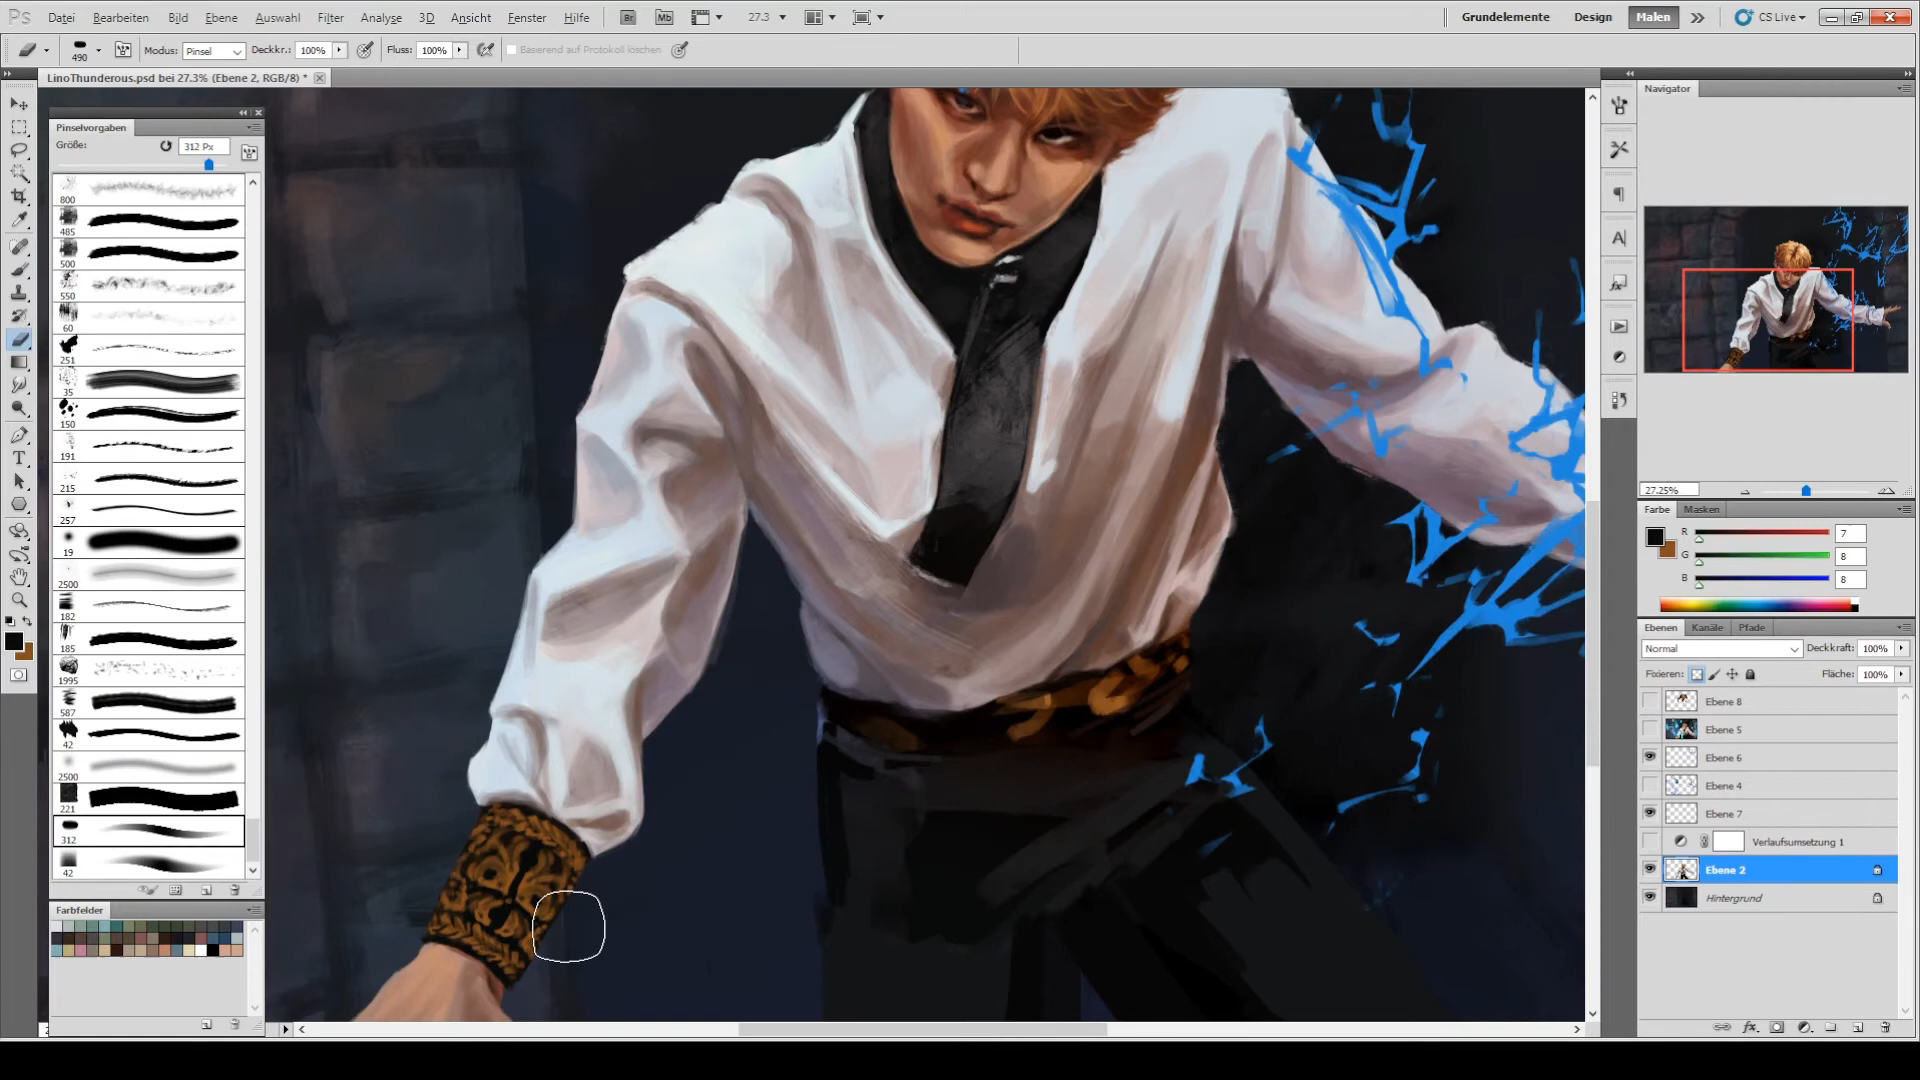 Ps Datei Bearbeiten Bild Ebene Auswahl Filter Analyse 3D Ansicht Fenster Hilfe Br Mb 27.3 Grundelemente Design Malen CS Live
490 Modus: Pinsel Deckkr.: 100% Fluss: 100% Basierend auf Protokoll löschen
LinoThunderous.psd bei 27.3% (Ebene 2, RGB/8) *
Pinselvorgaben
Größe: 312 Px
800
485
500
550
60
251
35
150
191
215
257
19
2500
182
185
1995
587
42
2500
221
312
42
Farbfelder
Navigator
27.25%
Farbe Masken
R 7
G 8
B 8
Ebenen Kanäle Pfade
Normal Deckkraft: 100%
Fixieren: Fläche: 100%
Ebene 8
Ebene 5
Ebene 6
Ebene 4
Ebene 7
Verlaufsumsetzung 1
Ebene 2
Hintergrund